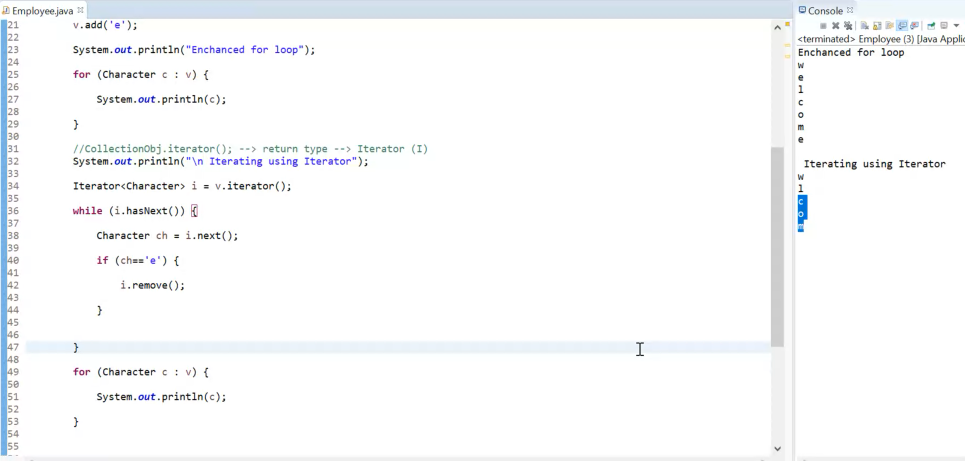 Employee.java
21 v.add('e');
22
23 System.out.println("Enchanced for loop");
24
25 for (Character c : v) {
26
27 System.out.println(c);
28
29 }
30
31 //CollectionObj.iterator(); --> return type --> Iterator (I)
32 System.out.println("\n Iterating using Iterator");
33
34 Iterator<Character> i = v.iterator();
35
36 while (i.hasNext()) {
37
38 Character ch = i.next();
39
40 if (ch=='e') {
41
42 i.remove();
43
44 }
45
46
47 }
48
49 for (Character c : v) {
50
51 System.out.println(c);
52
53 }
54
55
Console
<terminated> Employee (3) [Java Applic
Enchanced for loop
w
e
l
c
o
m
e
Iterating using Iterator
w
l
c
o
m